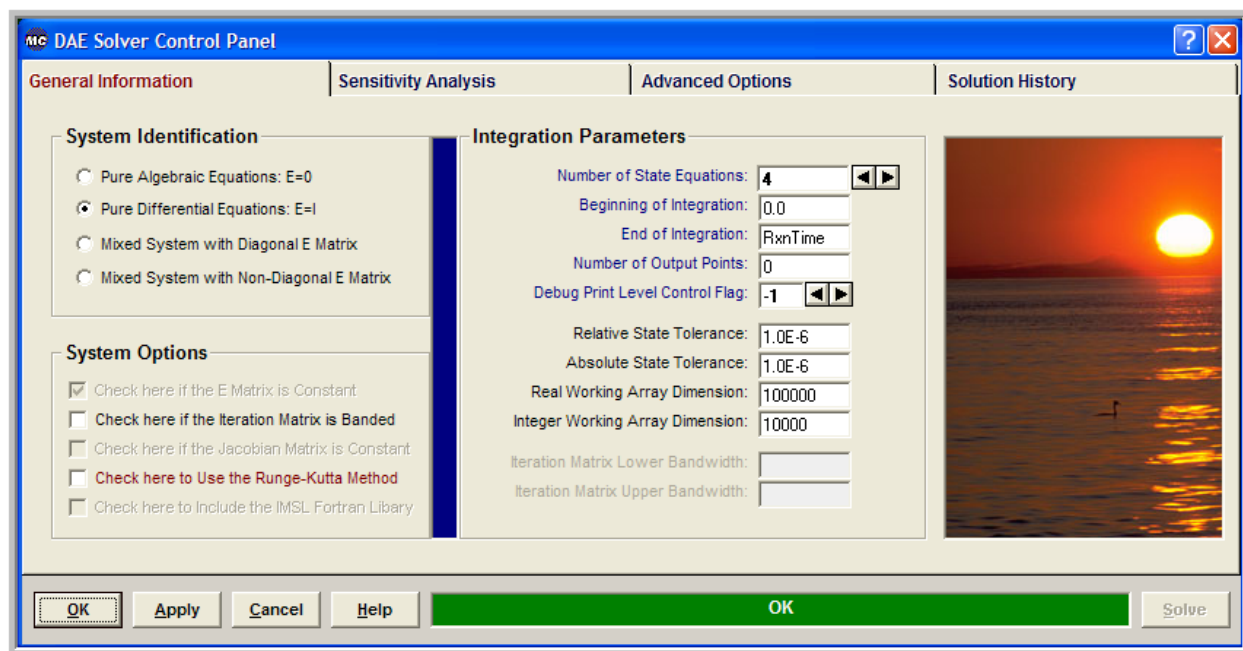 MC DAE Solver Control Panel
General Information Sensitivity Analysis Advanced Options Solution History
System Identification
Pure Algebraic Equations: E=0
Pure Differential Equations: E=I
Mixed System with Diagonal E Matrix
Mixed System with Non-Diagonal E Matrix
System Options
Check here if the E Matrix is Constant
Check here if the Iteration Matrix is Banded
Check here if the Jacobian Matrix is Constant
Check here to Use the Runge-Kutta Method
Check here to Include the IMSL Fortran Libary
Integration Parameters
Number of State Equations: 4
Beginning of Integration: 0.0
End of Integration: RxnTime
Number of Output Points: 0
Debug Print Level Control Flag: -1
Relative State Tolerance: 1.0E-6
Absolute State Tolerance: 1.0E-6
Real Working Array Dimension: 100000
Integer Working Array Dimension: 10000
Iteration Matrix Lower Bandwidth:
Iteration Matrix Upper Bandwidth:
OK Apply Cancel Help OK Solve